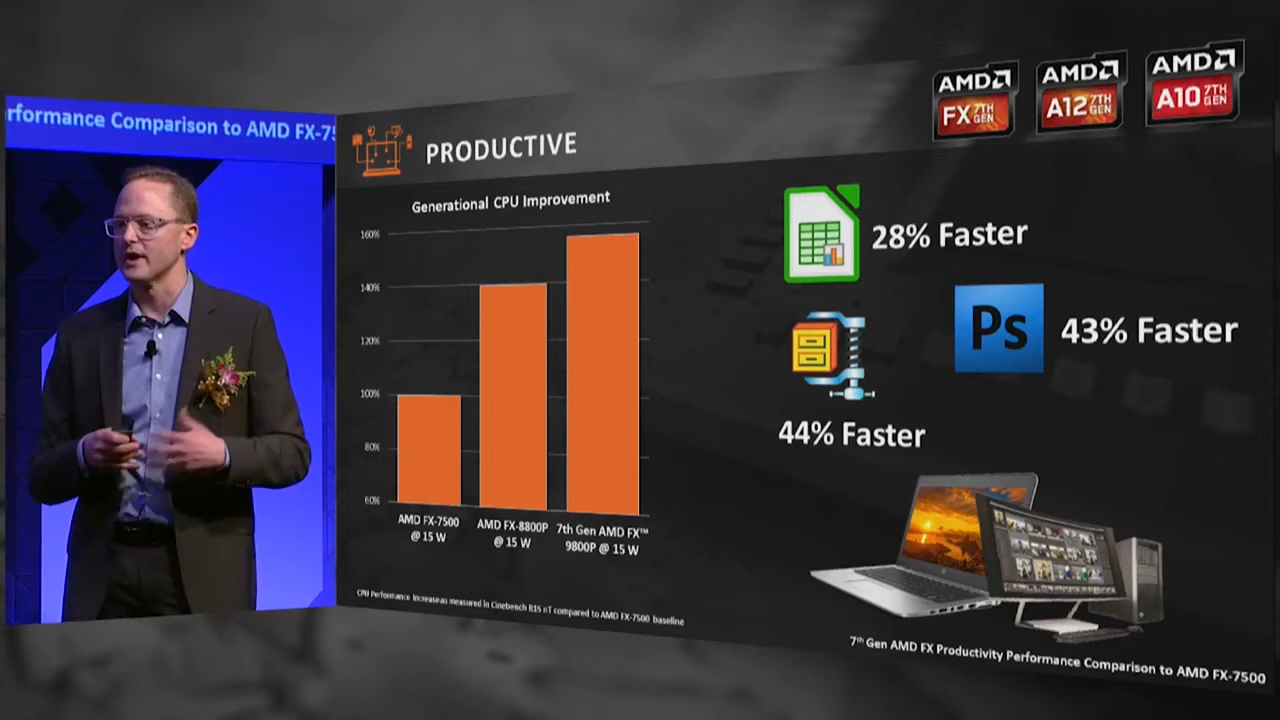 rformance Comparison to AMD FX-75
PRODUCTIVE
AMD
FX 7TH GEN
AMD
A12 7TH GEN
AMD
A10 7TH GEN
Generational CPU Improvement
160%
140%
120%
100%
80%
60%
AMD FX-7500
@ 15 W
AMD FX-8800P
@ 15 W
7th Gen AMD FX™
9800P @ 15 W
CPU Performance Increase as measured in Cinebench R15 nT compared to AMD FX-7500 baseline
28% Faster
Ps
43% Faster
44% Faster
7th Gen AMD FX Productivity Performance Comparison to AMD FX-7500